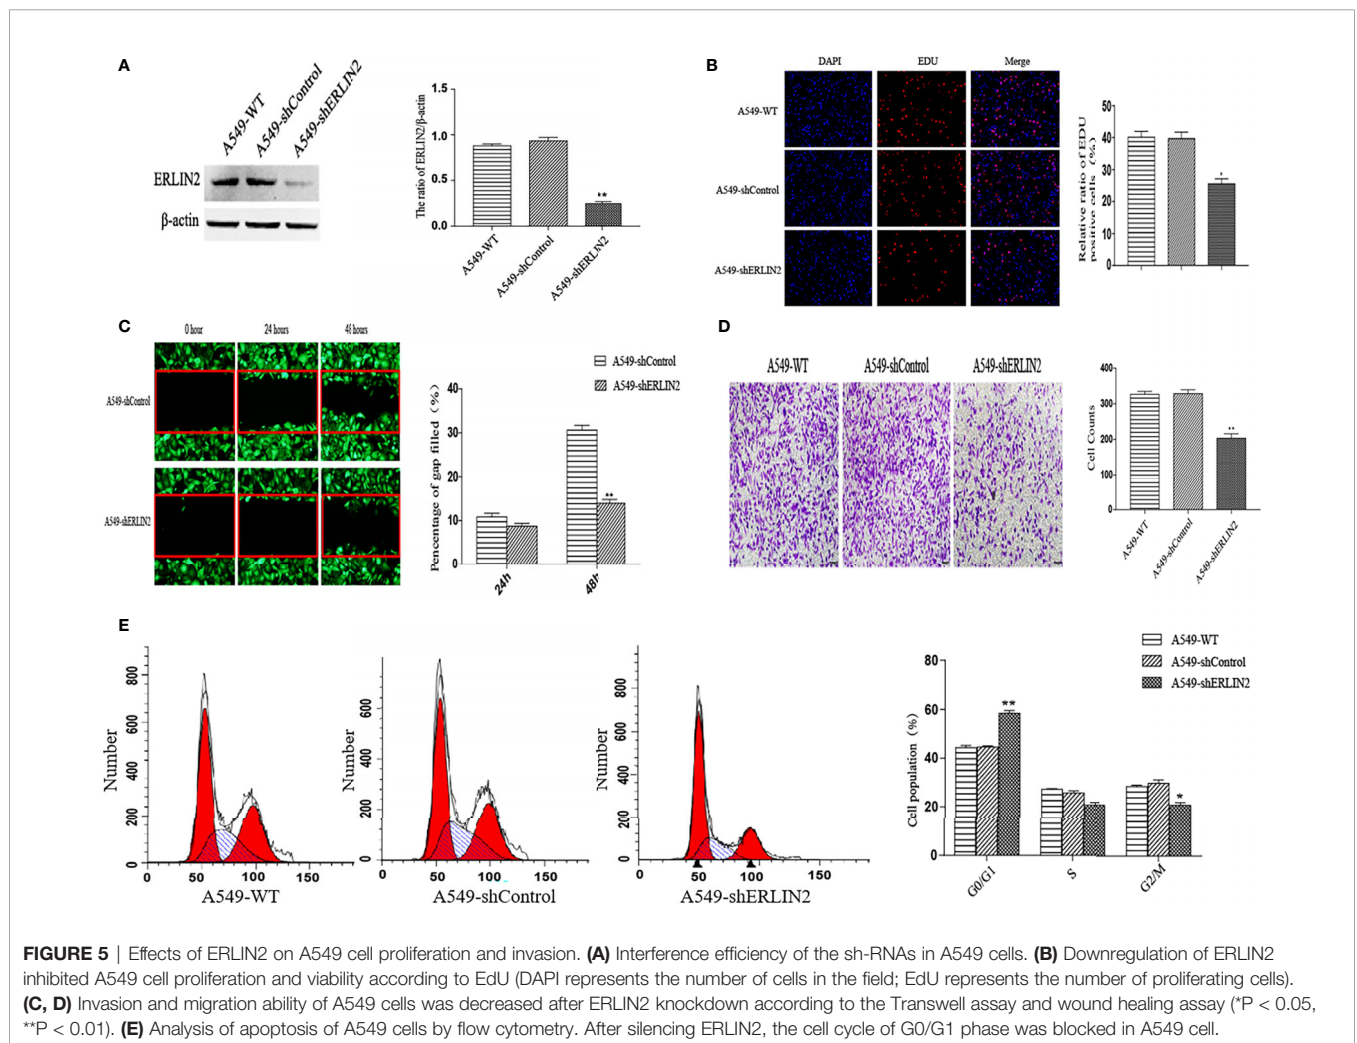 A
A549-WT
A549-shControl
A549-shERLIN2
ERLIN2
β-actin
The ratio of ERLIN2/β-actin
1.5
1.0
0.5
0.0
**
A549-WT
A549-shControl
A549-shERLIN2
B
DAPI EDU Merge
A549-WT
A549-shControl
A549-shERLIN2
Relative ratio of EDU
positive cells (%)
50
40
30
20
10
0
*
C
0 hour 24 hours 48 hours
A549-shControl
A549-shERLIN2
A549-shControl
A549-shERLIN2
Percentage of gap filled (%)
40
30
20
10
0
**
24h 48h
D
A549-WT A549-shControl A549-shERLIN2
Cell Counts
400
300
200
100
0
**
A549-WT
A549-shControl
A549-shERLIN2
E
Number
800
600
400
200
0
0 50 100 150
A549-WT
Number
600
400
200
0
0 50 100 150
A549-shControl
Number
800
600
400
200
0
0 50 100 150
A549-shERLIN2
A549-WT
A549-shControl
A549-shERLIN2
Cell population (%)
80
60
40
20
0
**
*
G0/G1 S G2/M
FIGURE 5 | Effects of ERLIN2 on A549 cell proliferation and invasion. (A) Interference efficiency of the sh-RNAs in A549 cells. (B) Downregulation of ERLIN2
inhibited A549 cell proliferation and viability according to EdU (DAPI represents the number of cells in the field; EdU represents the number of proliferating cells).
(C, D) Invasion and migration ability of A549 cells was decreased after ERLIN2 knockdown according to the Transwell assay and wound healing assay (*P < 0.05,
**P < 0.01). (E) Analysis of apoptosis of A549 cells by flow cytometry. After silencing ERLIN2, the cell cycle of G0/G1 phase was blocked in A549 cell.